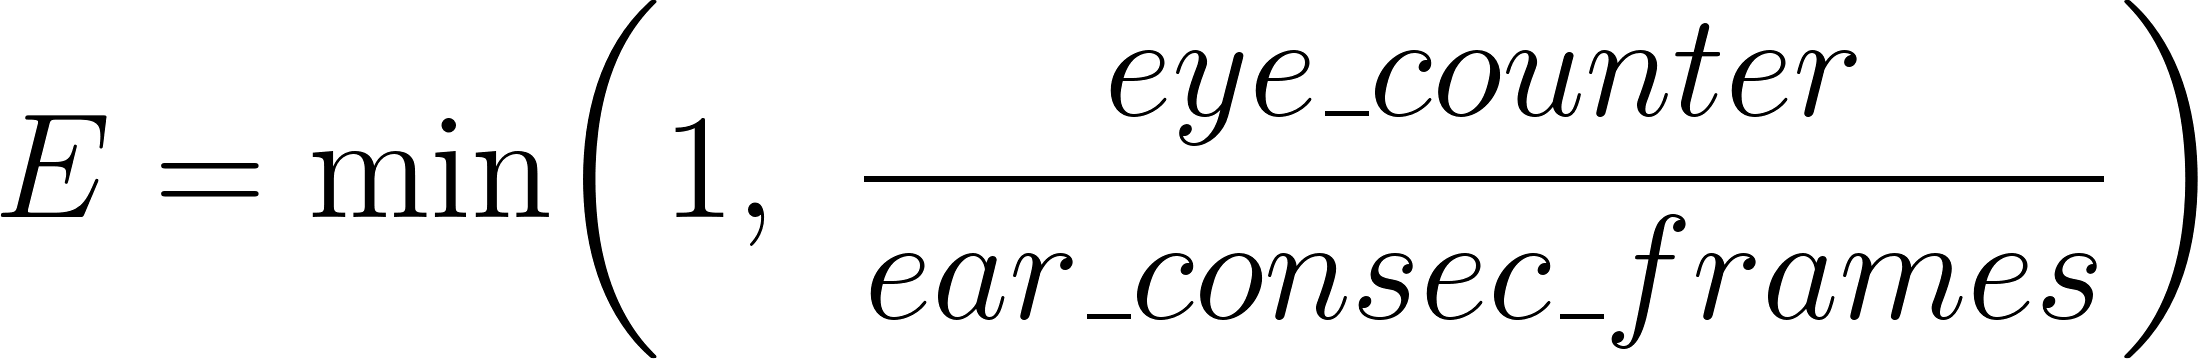 E = min(1, eye_counter / ear_consec_frames)